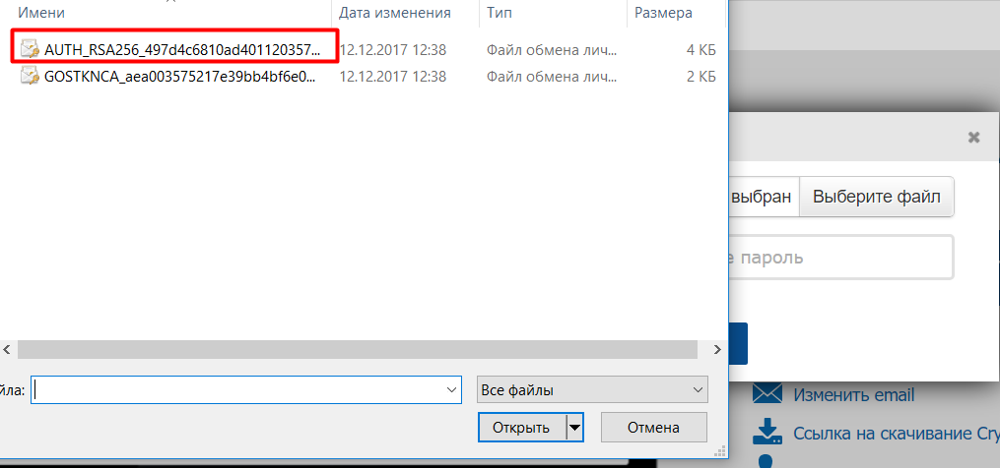 Имени Дата изменения Тип Размера
AUTH_RSA256_497d4c6810ad401120357... 12.12.2017 12:38 Файл обмена лич... 4 КБ
GOSTKNCA_aea003575217e39bb4bf6e0... 12.12.2017 12:38 Файл обмена лич... 2 КБ
выбран Выберите файл
е пароль
йла: Все файлы
Изменить email
Открыть Отмена
Ссылка на скачивание Cry